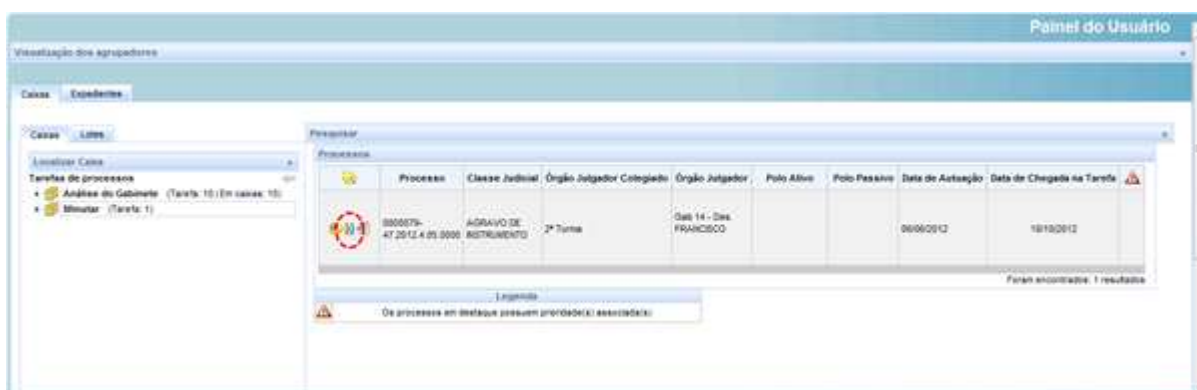 Painel do Usuário
Visualização dos agrupadores
Caixas Expedientes
Caixas Lotes
Localizar Caixa
Tarefas de processos
Análise do Gabinete (Tarefa: 10 | Em caixas: 10)
Minutar (Tarefa: 1)
Pesquisar
Processos
Processo Classe Judicial Órgão Julgador Colegiado Órgão Julgador Polo Ativo Polo Passivo Data de Autuação Data de Chegada na Tarefa
0000079-
47.2012.4.05.0000
AGRAVO DE
INSTRUMENTO
2ª Turma
Gab 14 - Des.
FRANCISCO
06/06/2012
18/10/2012
Foram encontrados: 1 resultados
Legenda
Os processos em destaque possuem prioridade(s) associada(s)